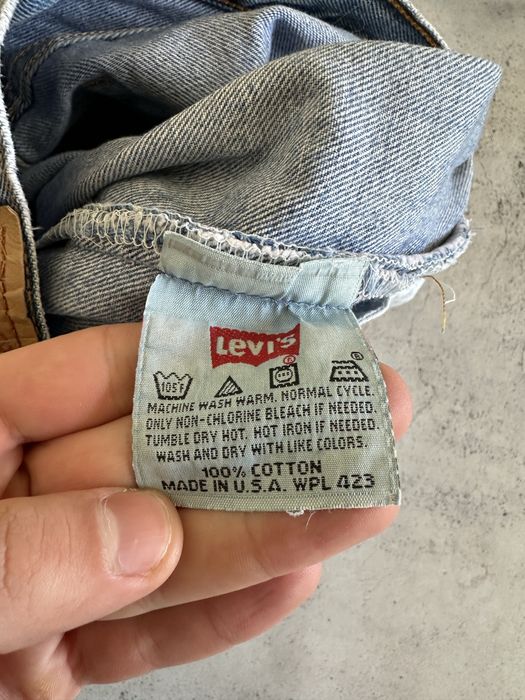 Levi's ®
105°F
MACHINE WASH WARM. NORMAL CYCLE.
ONLY NON-CHLORINE BLEACH IF NEEDED.
TUMBLE DRY HOT. HOT IRON IF NEEDED.
WASH AND DRY WITH LIKE COLORS.
100% COTTON
MADE IN U.S.A. WPL 423